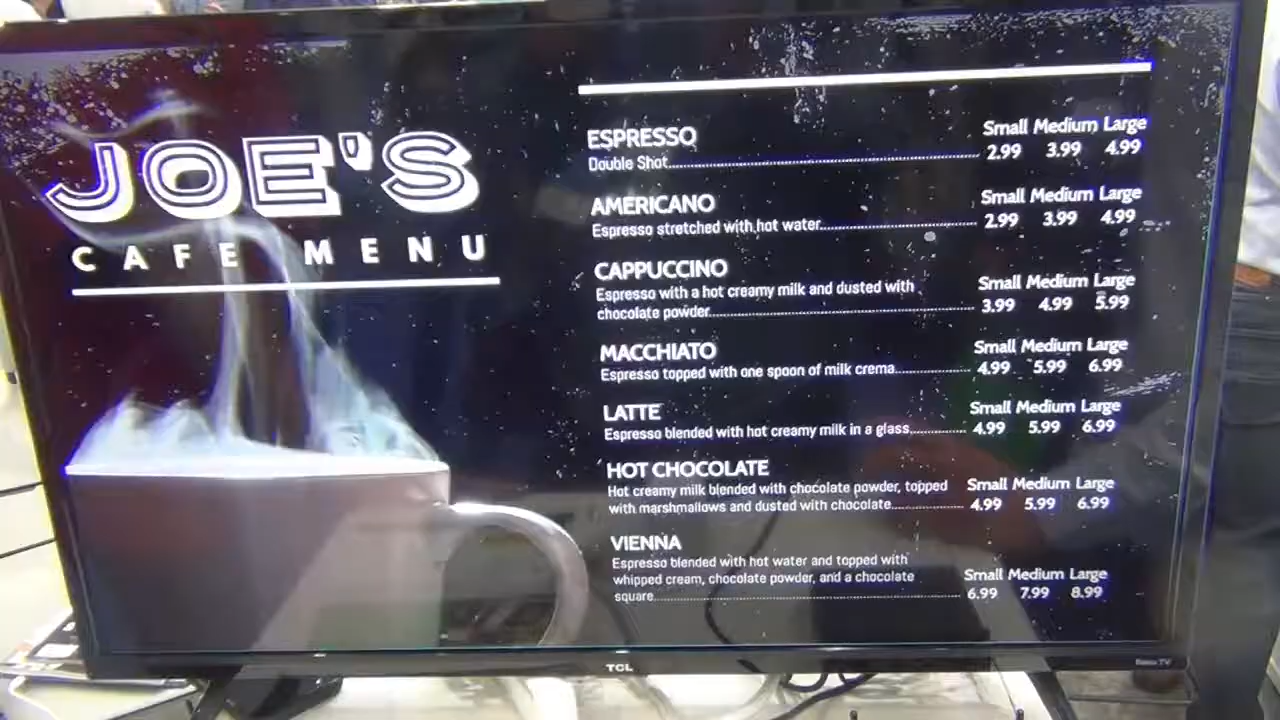 JOE'S
CAFE MENU
ESPRESSO
Small Medium Large
Double Shot
2.99 3.99 4.99
AMERICANO
Small Medium Large
Espresso stretched with hot water
2.99 3.99 4.99
CAPPUCCINO
Espresso with a hot creamy milk and dusted with
Small Medium Large
chocolate powder
3.99 4.99 5.99
MACCHIATO
Small Medium Large
Espresso topped with one spoon of milk crema
4.99 5.99 6.99
LATTE
Small Medium Large
Espresso blended with hot creamy milk in a glass
4.99 5.99 6.99
HOT CHOCOLATE
Hot creamy milk blended with chocolate powder, topped
Small Medium Large
with marshmallows and dusted with chocolate
4.99 5.99 6.99
VIENNA
Espresso blended with hot water and topped with
whipped cream, chocolate powder, and a chocolate
Small Medium Large
square
6.99 7.99 8.99
TCL
Roku TV